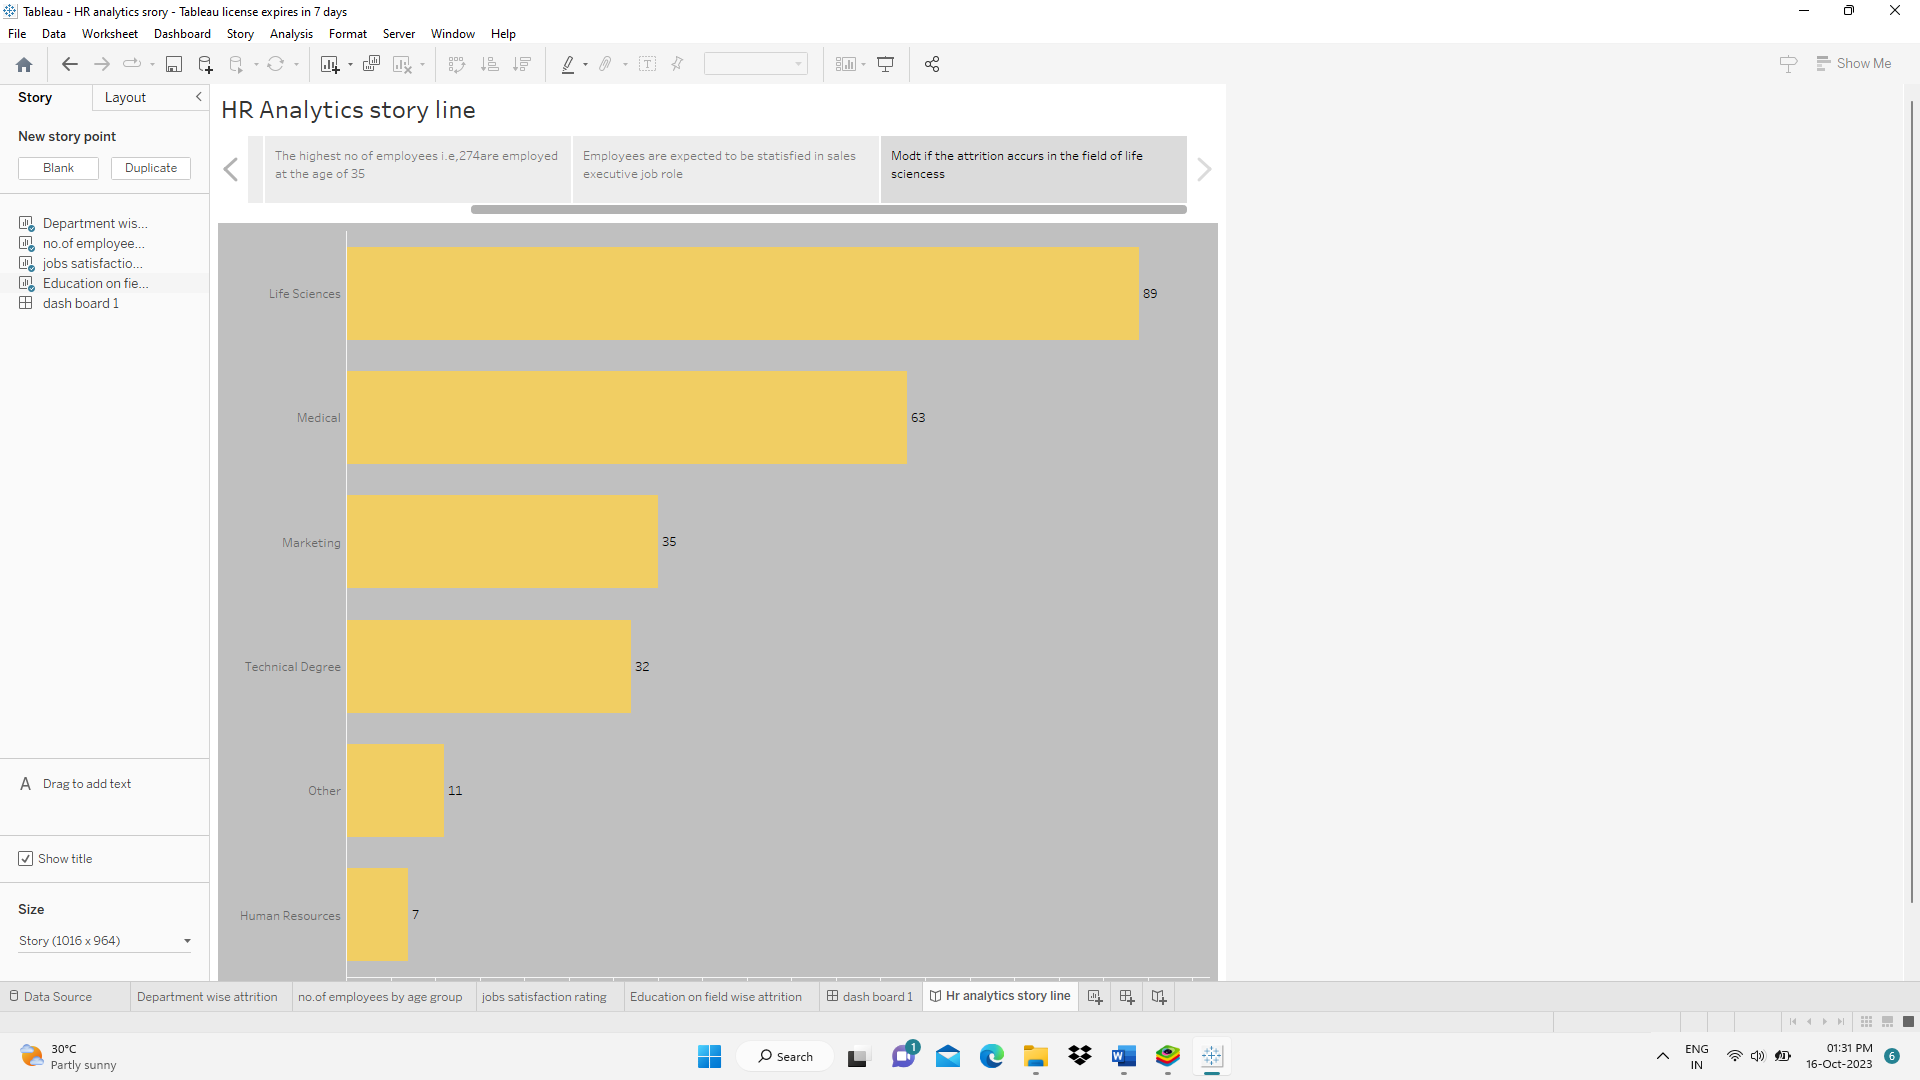 Tableau - HR analytics srory - Tableau license expires in 7 days
File Data Worksheet Dashboard Story Analysis Format Server Window Help
Show Me
Story Layout
New story point
Blank Duplicate
Department wis...
no.of employee...
jobs satisfactio...
Education on fie...
dash board 1
A Drag to add text
Show title
Size
Story (1016 x 964)
HR Analytics story line
The highest no of employees i.e,274are employed
at the age of 35
Employees are expected to be statisfied in sales
executive job role
Modt if the attrition accurs in the field of life
sciencess
Life Sciences 89
Medical 63
Marketing 35
Technical Degree 32
Other 11
Human Resources 7
Data Source Department wise attrition no.of employees by age group jobs satisfaction rating Education on field wise attrition dash board 1 Hr analytics story line
30°C
Partly sunny
Search
1
ENG
IN
01:31 PM
16-Oct-2023
6